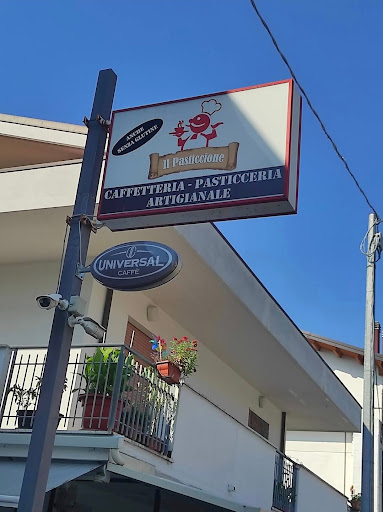 ANCHE
SENZA GLUTINE
Il Pasticcione
CAFFETTERIA - PASTICCERIA
ARTIGIANALE
UNIVERSAL
CAFFÈ